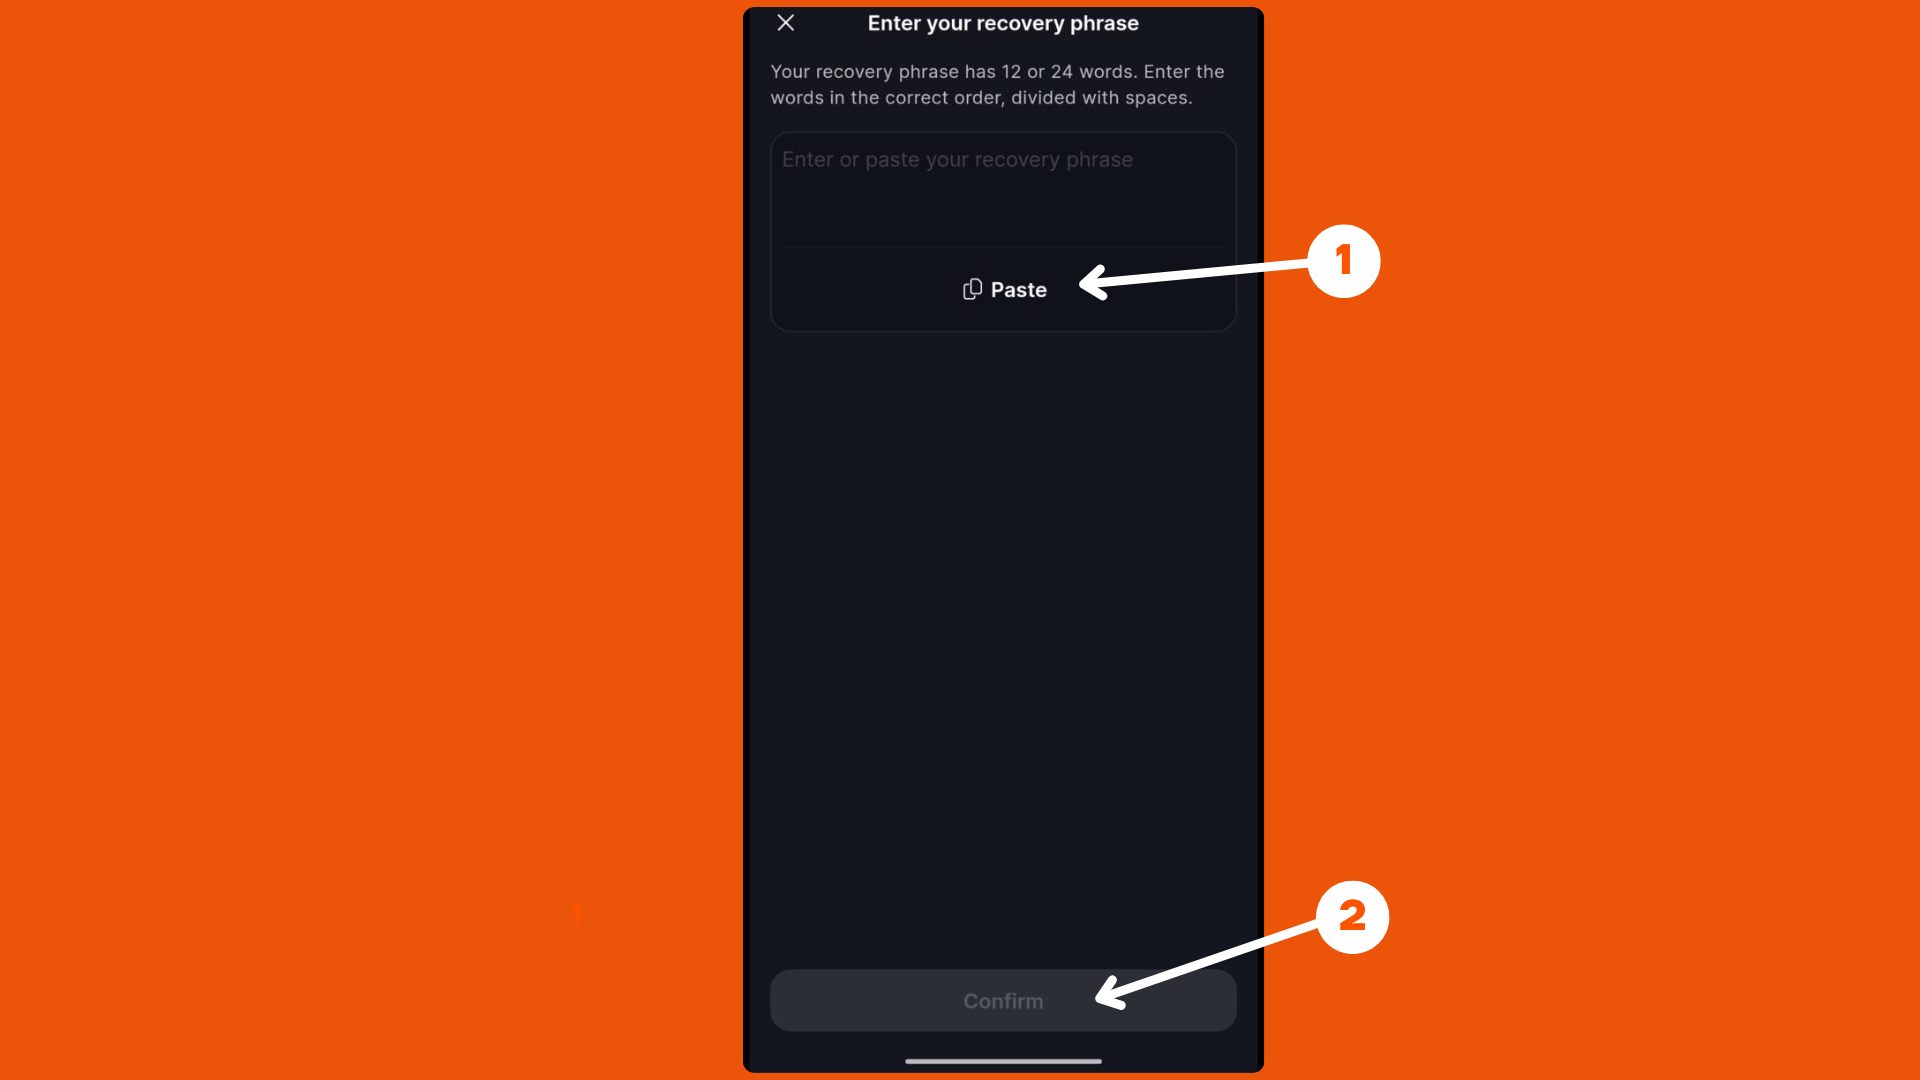 Enter your recovery phrase
Your recovery phrase has 12 or 24 words. Enter the
words in the correct order, divided with spaces.
Enter or paste your recovery phrase
1
Paste
1
2
Confirm